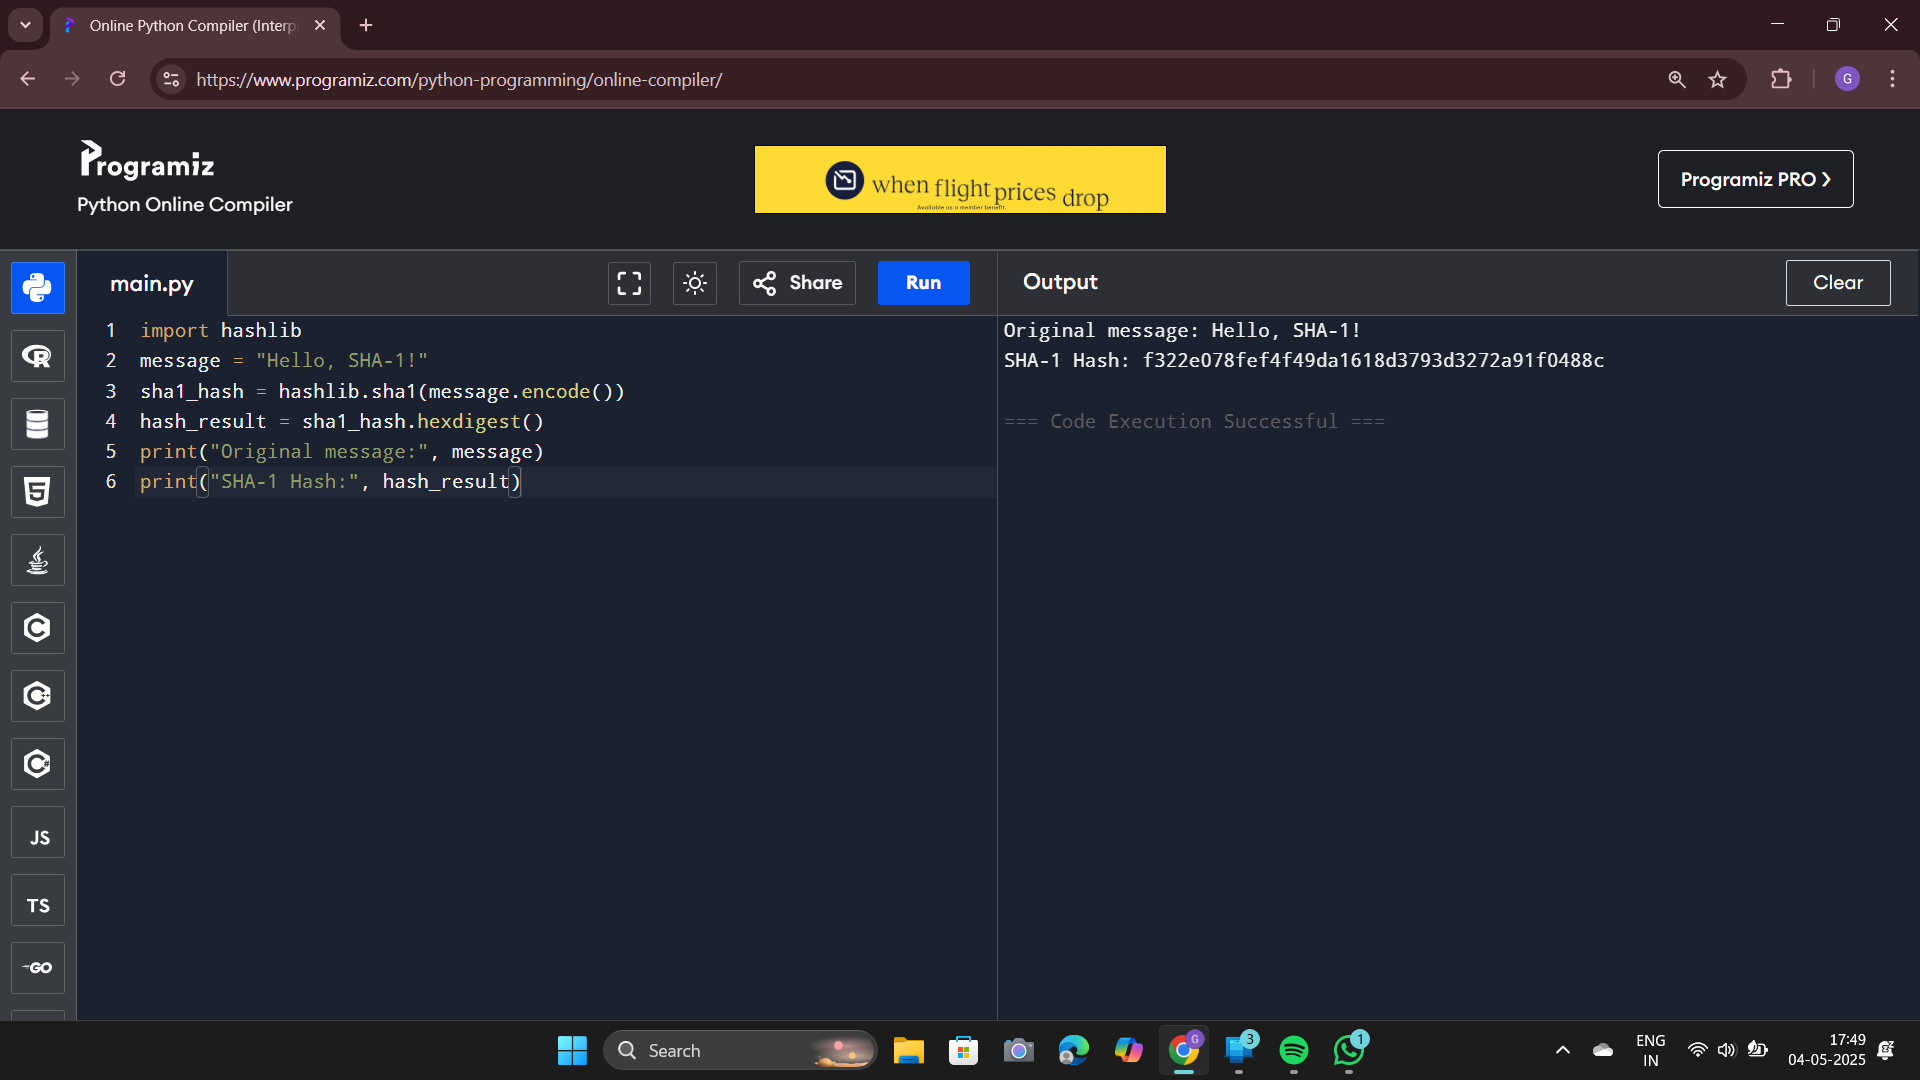 Online Python Compiler (Interp
https://www.programiz.com/python-programming/online-compiler/
G
Programiz
Python Online Compiler
when flight prices drop
Available as a member benefit.
Programiz PRO ❯
main.py
Share
Run
Output
Clear
1 import hashlib
2 message = "Hello, SHA-1!"
3 sha1_hash = hashlib.sha1(message.encode())
4 hash_result = sha1_hash.hexdigest()
5 print("Original message:", message)
6 print("SHA-1 Hash:", hash_result)
Original message: Hello, SHA-1!
SHA-1 Hash: f322e078fef4f49da1618d3793d3272a91f0488c
=== Code Execution Successful ===
R
5
C
C++
C#
JS
TS
GO
Search
G
3
1
ENG
IN
17:49
04-05-2025